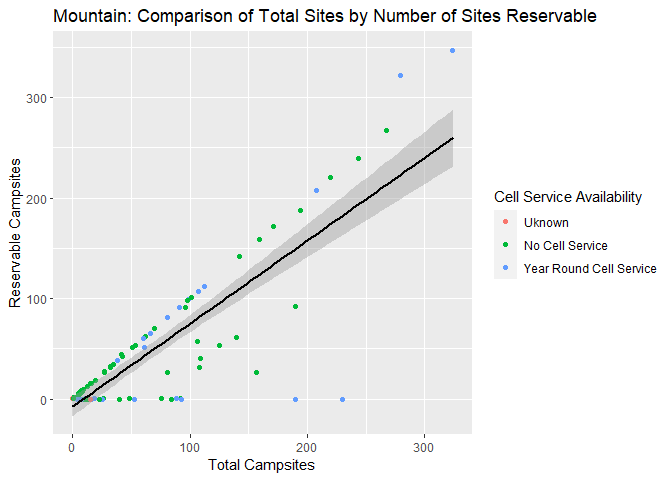 Mountain: Comparison of Total Sites by Number of Sites Reservable
300
200
100
0
Reservable Campsites
0 100 200 300
Total Campsites
Cell Service Availability
Uknown
No Cell Service
Year Round Cell Service